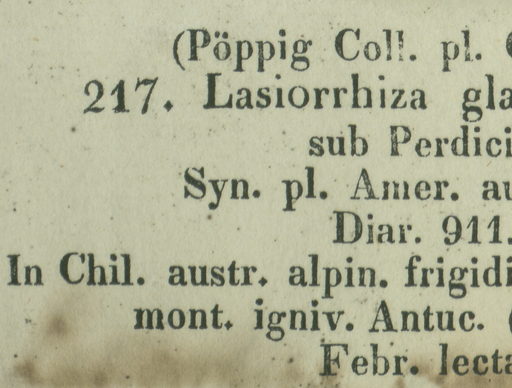 (Pöppig Coll. pl.
217. Lasiorrhiza gla
sub Perdici
Syn. pl. Amer. au
Diar. 911.
In Chil. austr. alpin. frigidi
mont. igniv. Antuc. (
Febr. lecta